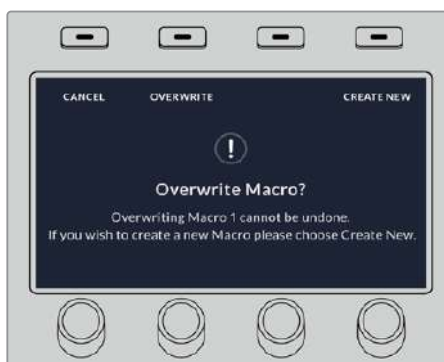 CANCEL OVERWRITE CREATE NEW
!
Overwrite Macro?
Overwriting Macro 1 cannot be undone.
If you wish to create a new Macro please choose Create New.